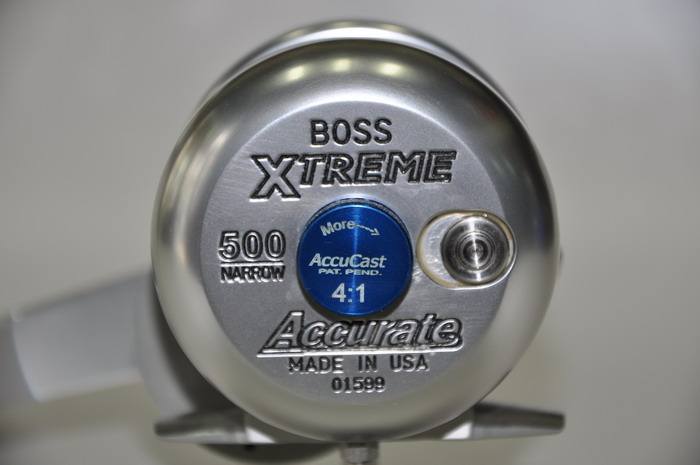 BOSS
XTREME
500
NARROW
More
AccuCast
PAT. PEND.
4:1
Accurate
MADE IN USA
01599